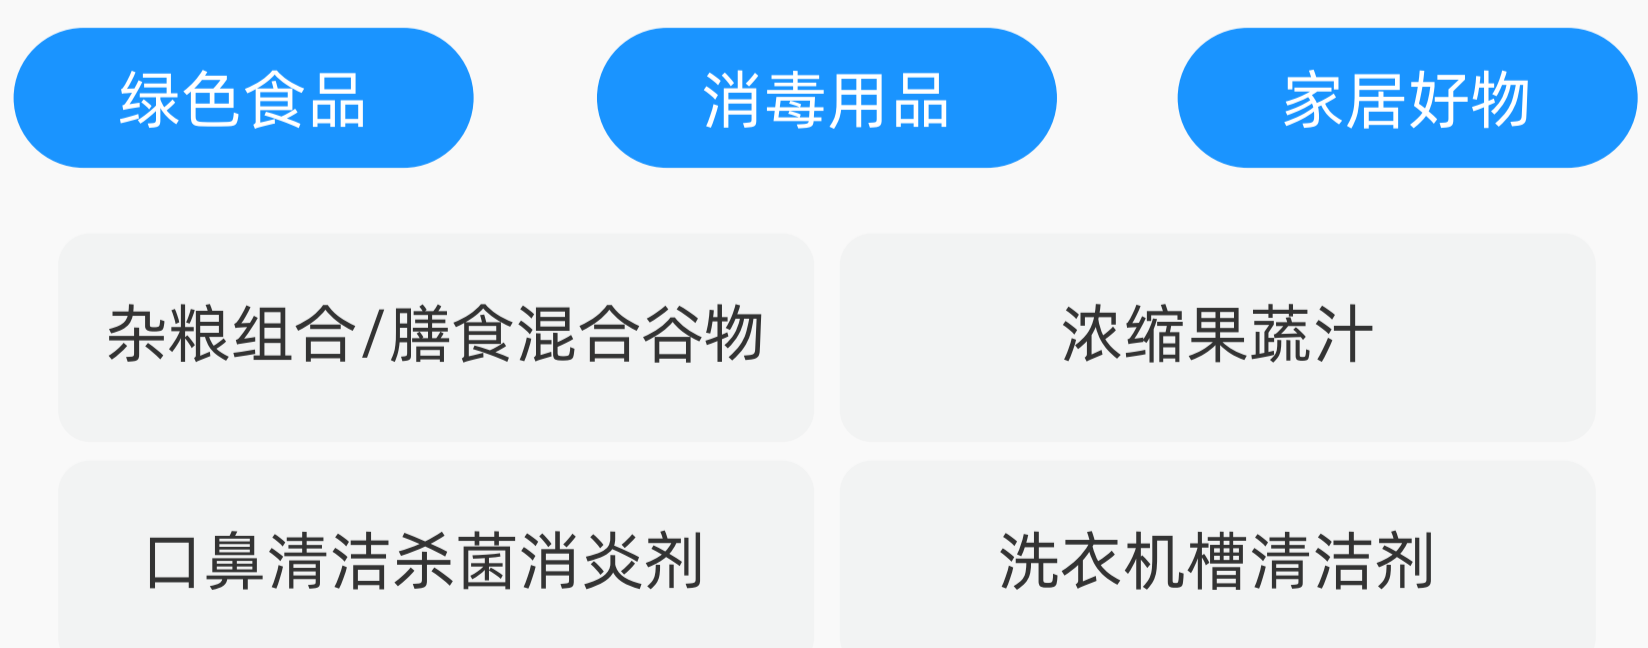 绿色食品
消毒用品
家居好物
杂粮组合/膳食混合谷物
浓缩果蔬汁
口鼻清洁杀菌消炎剂
洗衣机槽清洁剂